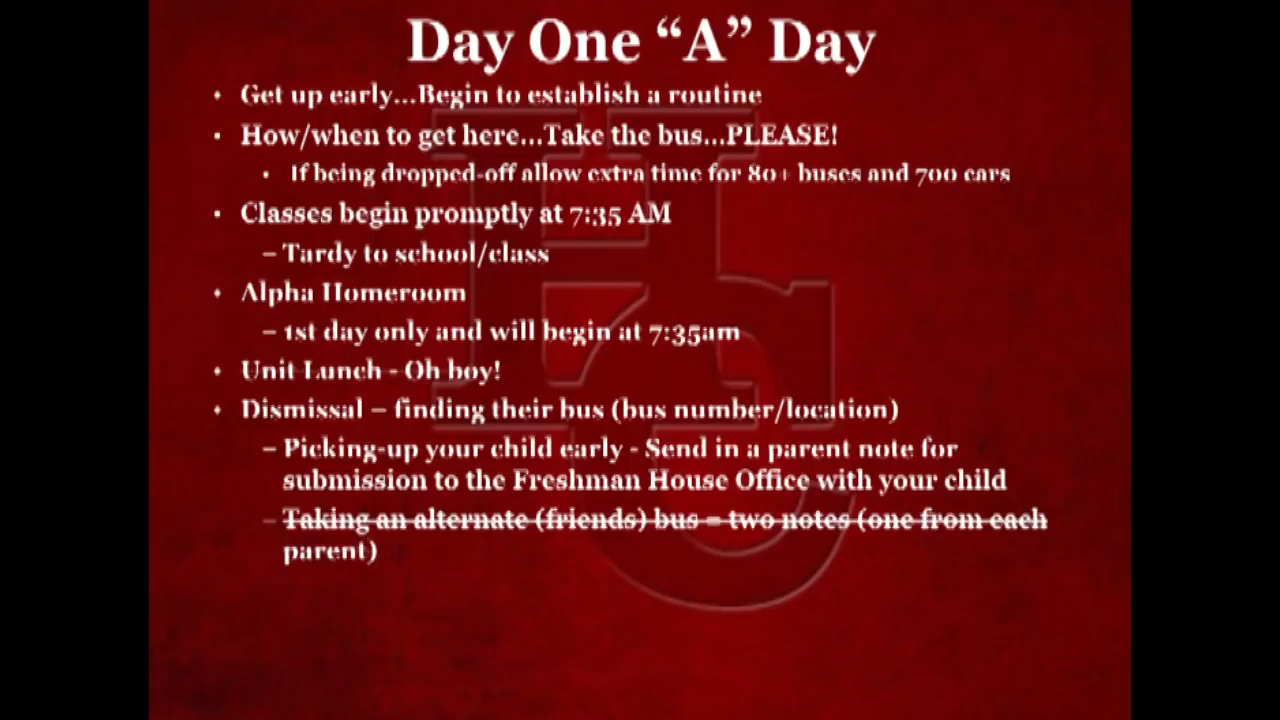 Day One “A” Day
• Get up early...Begin to establish a routine
• How/when to get here...Take the bus...PLEASE!
• If being dropped-off allow extra time for 80+ buses and 700 cars
• Classes begin promptly at 7:35 AM
– Tardy to school/class
• Alpha Homeroom
– 1st day only and will begin at 7:35am
• Unit Lunch - Oh boy!
• Dismissal – finding their bus (bus number/location)
– Picking-up your child early - Send in a parent note for
submission to the Freshman House Office with your child
– Taking an alternate (friends) bus – two notes (one from each
parent)